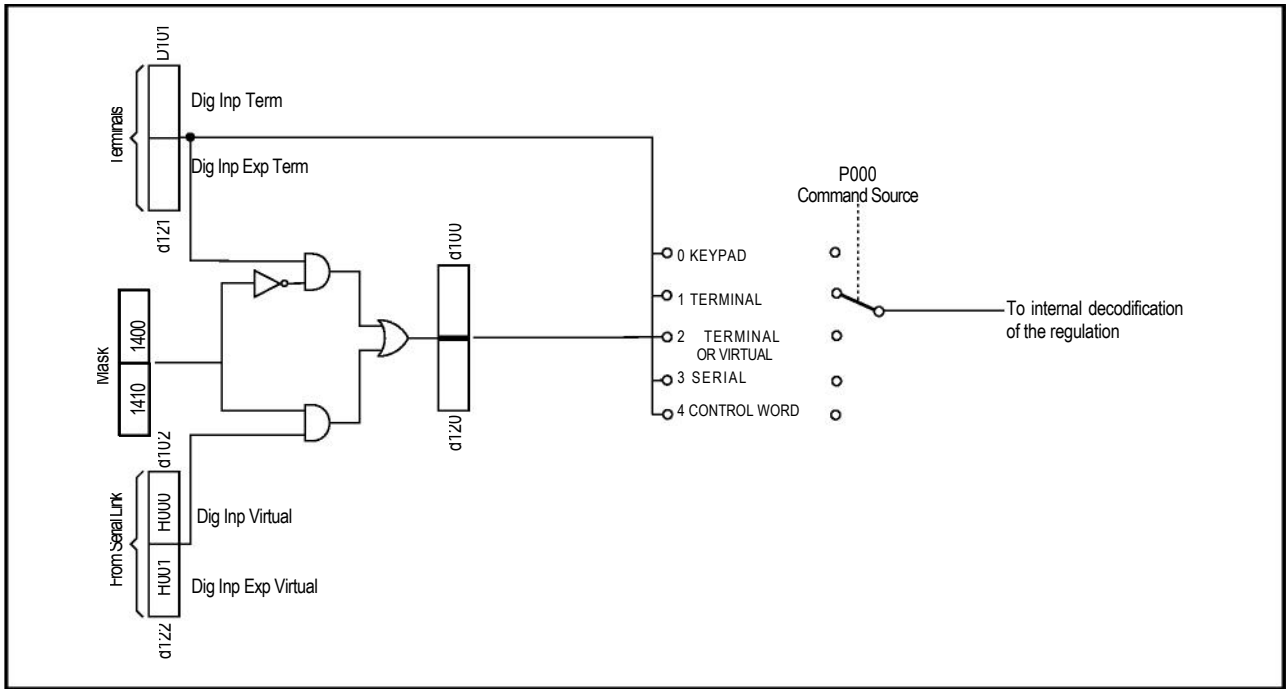 D101
Terminals
Dig Inp Term
Dig Inp Exp Term
d121
Mask
1400
1410
d102
From Serial Link
H000
H001
Dig Inp Virtual
Dig Inp Exp Virtual
d122
d100
d120
0 KEYPAD
1 TERMINAL
2 TERMINAL
OR VIRTUAL
3 SERIAL
4 CONTROL WORD
P000
Command Source
To internal decodification
of the regulation